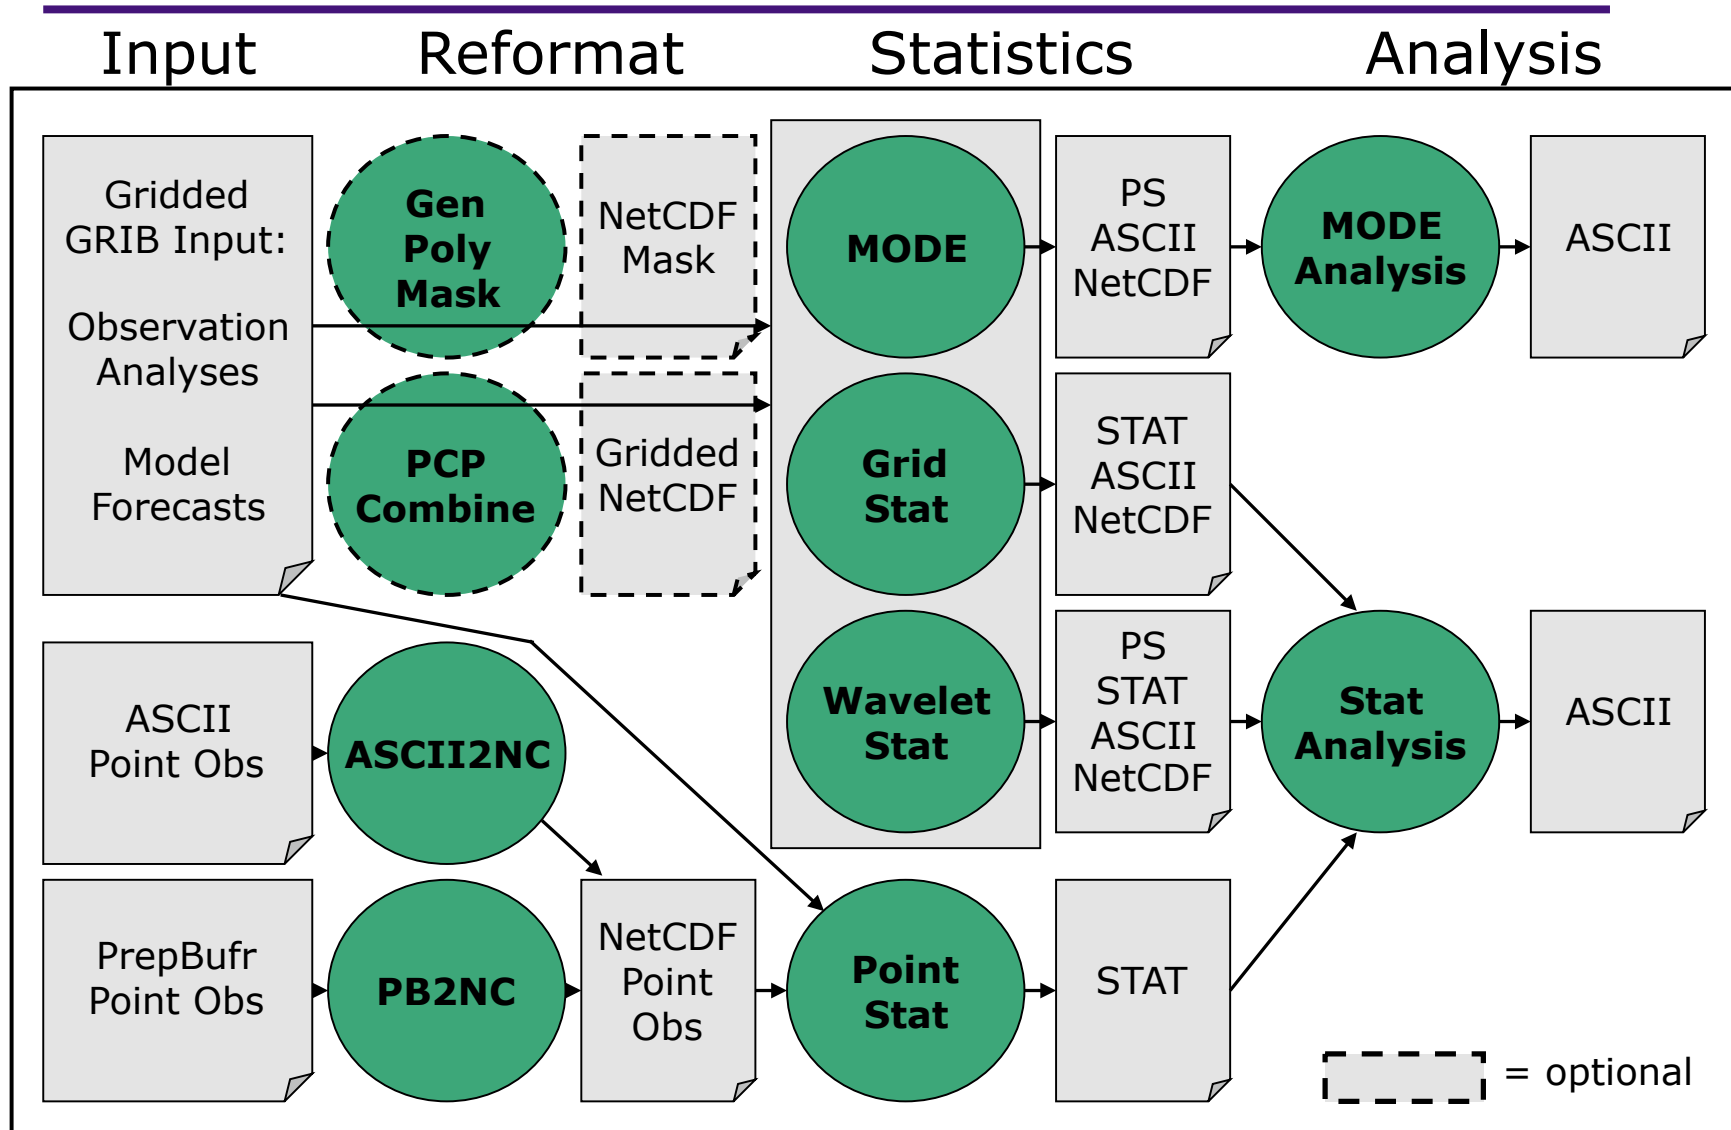 Input
Reformat
Statistics
Analysis
Gridded
GRIB Input:
Observation
Analyses
Model
Forecasts
Gen
Poly
Mask
NetCDF
Mask
MODE
PS
ASCII
NetCDF
MODE
Analysis
ASCII
PCP
Combine
Gridded
NetCDF
Grid
Stat
STAT
ASCII
NetCDF
ASCII
Point Obs
ASCII2NC
Wavelet
Stat
PS
STAT
ASCII
NetCDF
Stat
Analysis
ASCII
PrepBufr
Point Obs
PB2NC
NetCDF
Point
Obs
Point
Stat
STAT
= optional